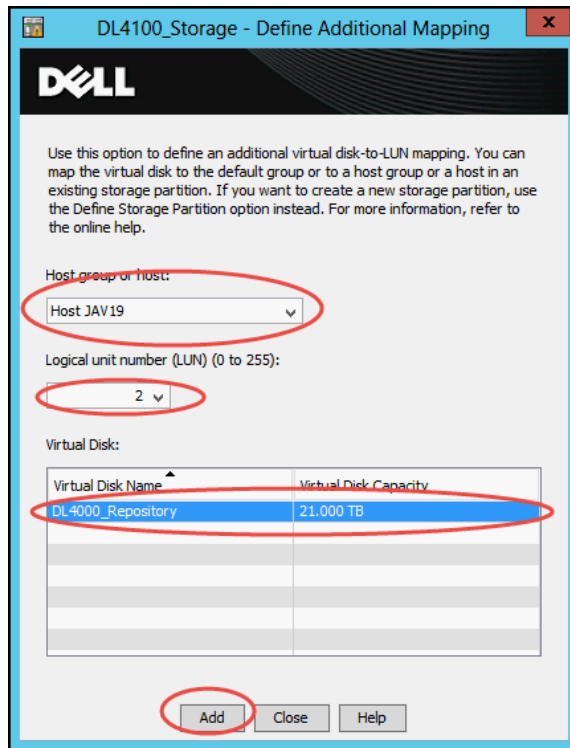 DL4100_Storage - Define Additional Mapping
x
DELL
Use this option to define an additional virtual disk-to-LUN mapping. You can
map the virtual disk to the default group or to a host group or a host in an
existing storage partition. If you want to create a new storage partition, use
the Define Storage Partition option instead. For more information, refer to
the online help.
Host group or host:
Host JAV19
Logical unit number (LUN) (0 to 255):
2
Virtual Disk:
Virtual Disk Name Virtual Disk Capacity
DL4000_Repository 21.000 TB
Add Close Help